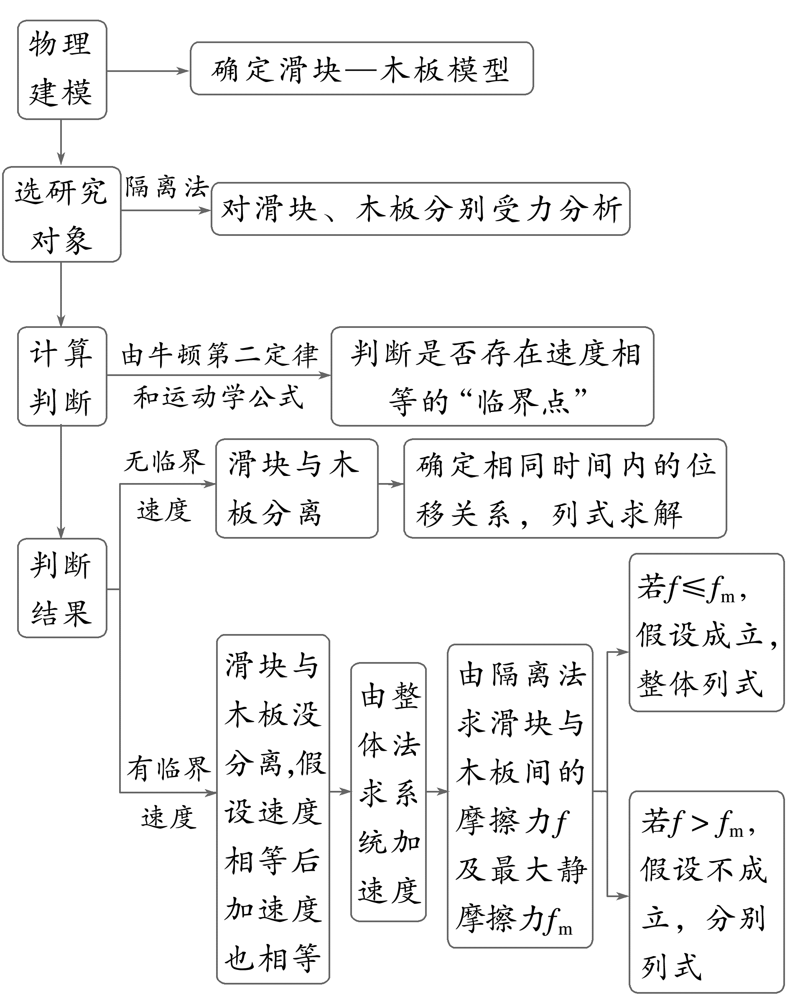 物理
建模
确定滑块—木板模型
选研究
对象
隔离法
对滑块、木板分别受力分析
计算
判断
由牛顿第二定律
和运动学公式
判断是否存在速度相
等的“临界点”
判断
结果
无临界
速度
滑块与木
板分离
确定相同时间内的位
移关系，列式求解
有临界
速度
滑块与
木板没
分离,假
设速度
相等后
加速度
也相等
由整
体法
求系
统加
速度
由隔离法
求滑块与
木板间的
摩擦力f
及最大静
摩擦力fm
若f≤fm，
假设成立，
整体列式
若f＞fm，
假设不成
立，分别
列式